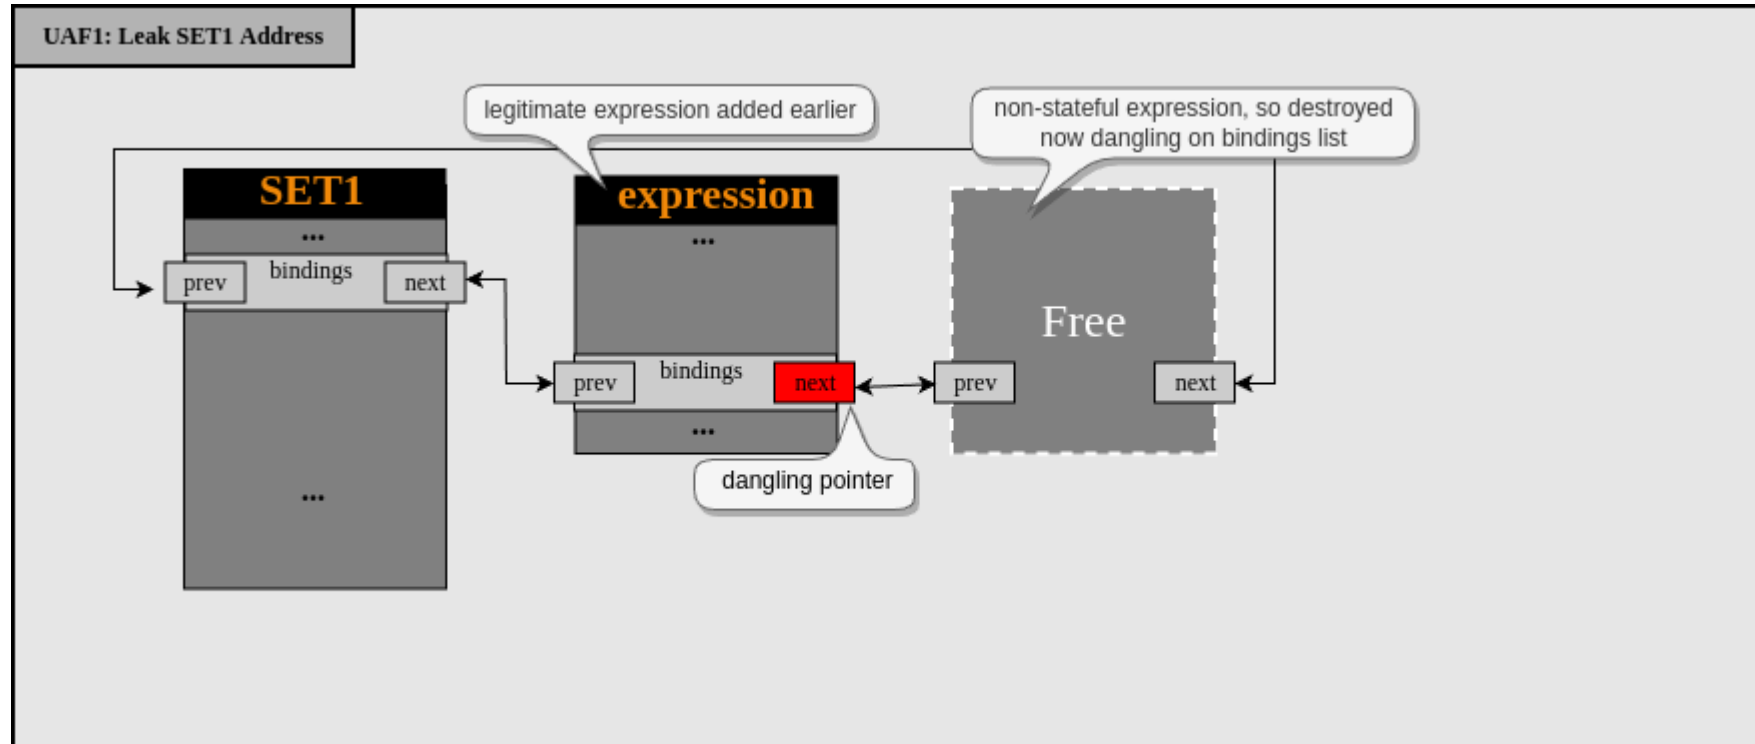 UAF1: Leak SET1 Address
legitimate expression added earlier
non-stateful expression, so destroyed
now dangling on bindings list
SET1
...
prev
bindings
next
...
expression
...
prev
bindings
next
...
dangling pointer
Free
prev
next